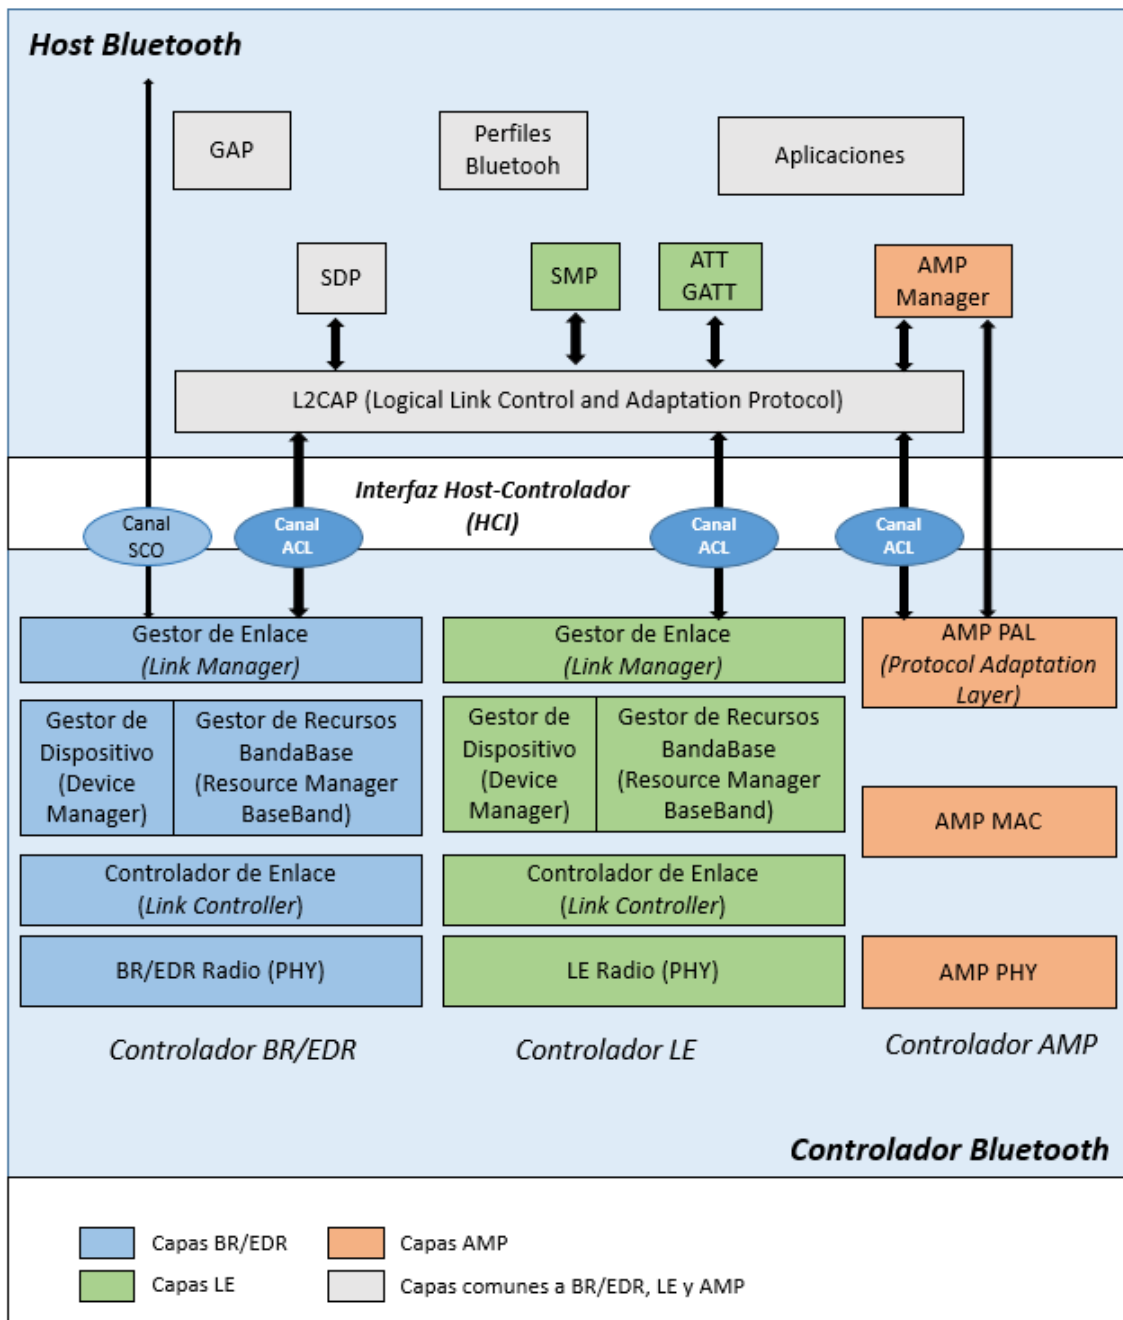 Host Bluetooth
GAP
Perfiles
Bluetooh
Aplicaciones
SDP
SMP
ATT
GATT
AMP
Manager
L2CAP (Logical Link Control and Adaptation Protocol)
Interfaz Host-Controlador
(HCI)
Canal
SCO
Canal
ACL
Canal
ACL
Canal
ACL
Gestor de Enlace
(Link Manager)
Gestor de Enlace
(Link Manager)
AMP PAL
(Protocol Adaptation
Layer)
Gestor de
Dispositivo
(Device
Manager)
Gestor de Recursos
BandaBase
(Resource Manager
BaseBand)
Gestor de
Dispositivo
(Device
Manager)
Gestor de Recursos
BandaBase
(Resource Manager
BaseBand)
AMP MAC
Controlador de Enlace
(Link Controller)
Controlador de Enlace
(Link Controller)
BR/EDR Radio (PHY)
LE Radio (PHY)
AMP PHY
Controlador BR/EDR
Controlador LE
Controlador AMP
Controlador Bluetooth
Capas BR/EDR
Capas AMP
Capas LE
Capas comunes a BR/EDR, LE y AMP